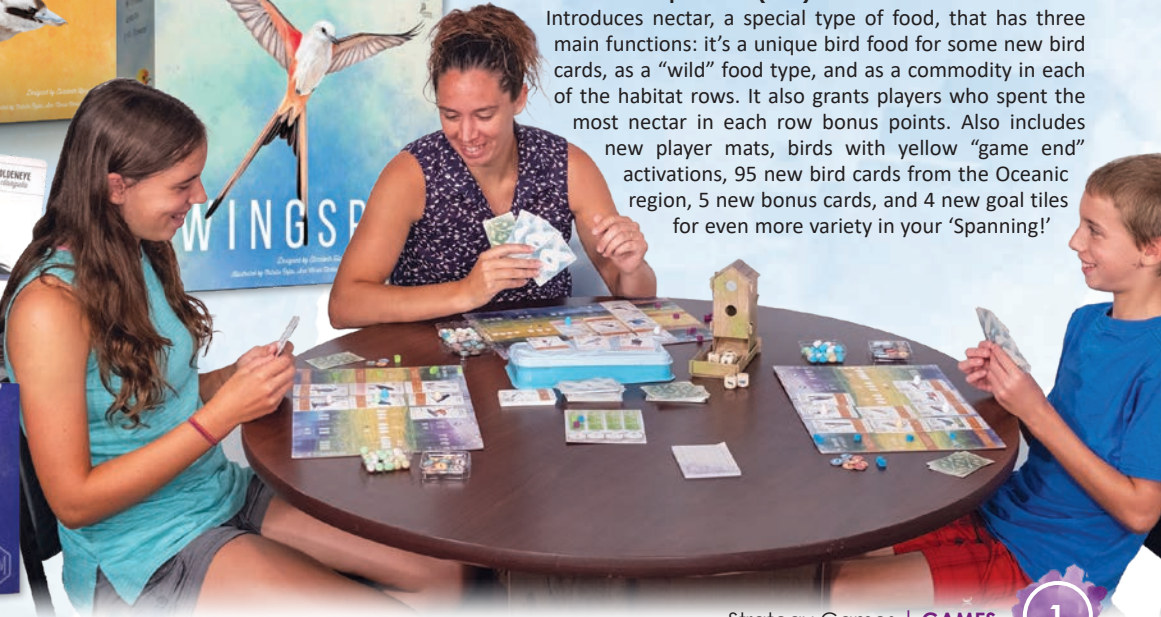 Introduces nectar, a special type of food, that has three
main functions: it's a unique bird food for some new bird
cards, as a "wild" food type, and as a commodity in each
of the habitat rows. It also grants players who spent the
most nectar in each row bonus points. Also includes
new player mats, birds with yellow "game end"
activations, 95 new bird cards from the Oceanic
region, 5 new bonus cards, and 4 new goal tiles
for even more variety in your 'Spanning!'
WINGSP
Designed by
Strategy Games | GAMES
1